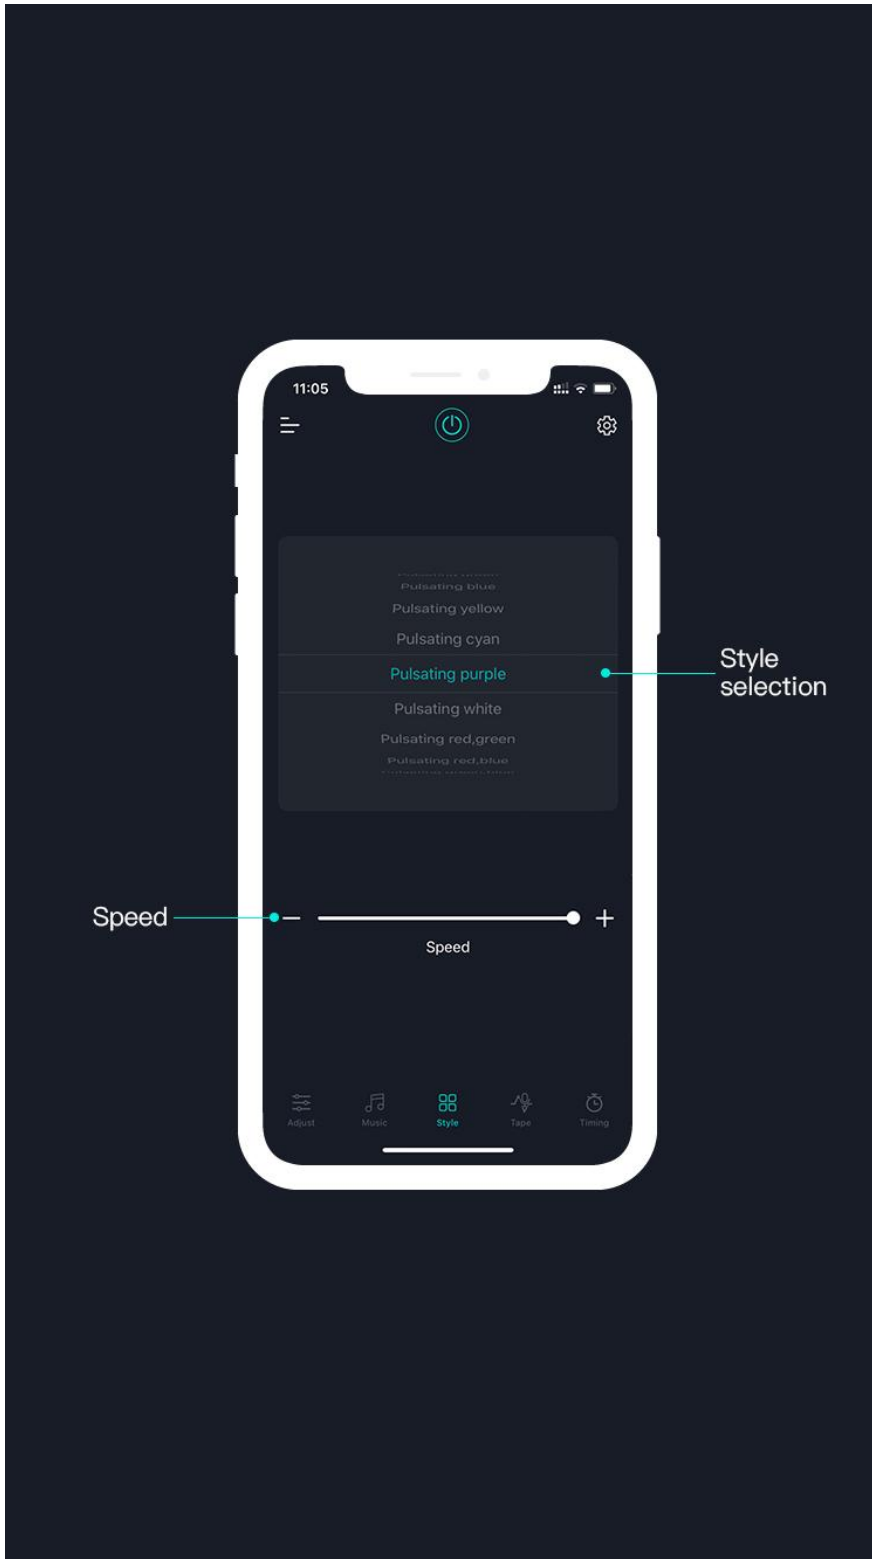 11:05
Pulsating blue
Pulsating yellow
Pulsating cyan
Pulsating purple
Pulsating white
Pulsating red,green
Pulsating red,blue
Style
selection
Speed
Speed
Adjust
Music
Style
Tape
Timing